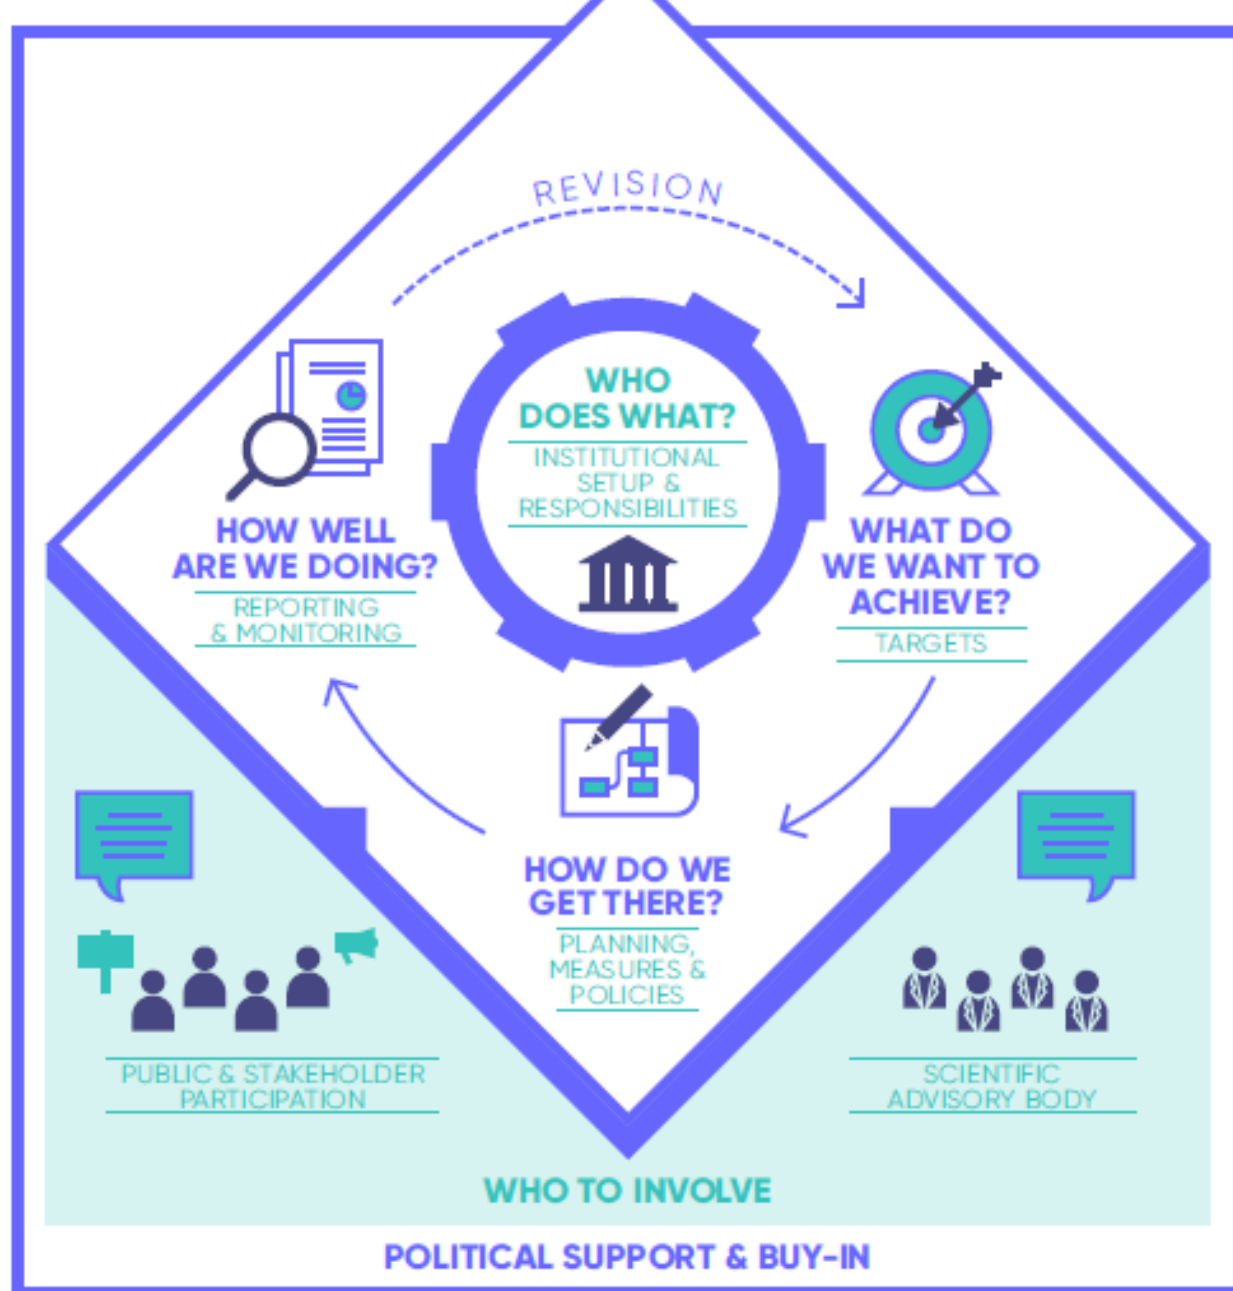 REVISION
WHO
DOES WHAT?
INSTITUTIONAL
SETUP &
RESPONSIBILITIES
HOW WELL
ARE WE DOING?
REPORTING
& MONITORING
WHAT DO
WE WANT TO
ACHIEVE?
TARGETS
HOW DO WE
GET THERE?
PLANNING,
MEASURES &
POLICIES
PUBLIC & STAKEHOLDER
PARTICIPATION
SCIENTIFIC
ADVISORY BODY
WHO TO INVOLVE
POLITICAL SUPPORT & BUY-IN